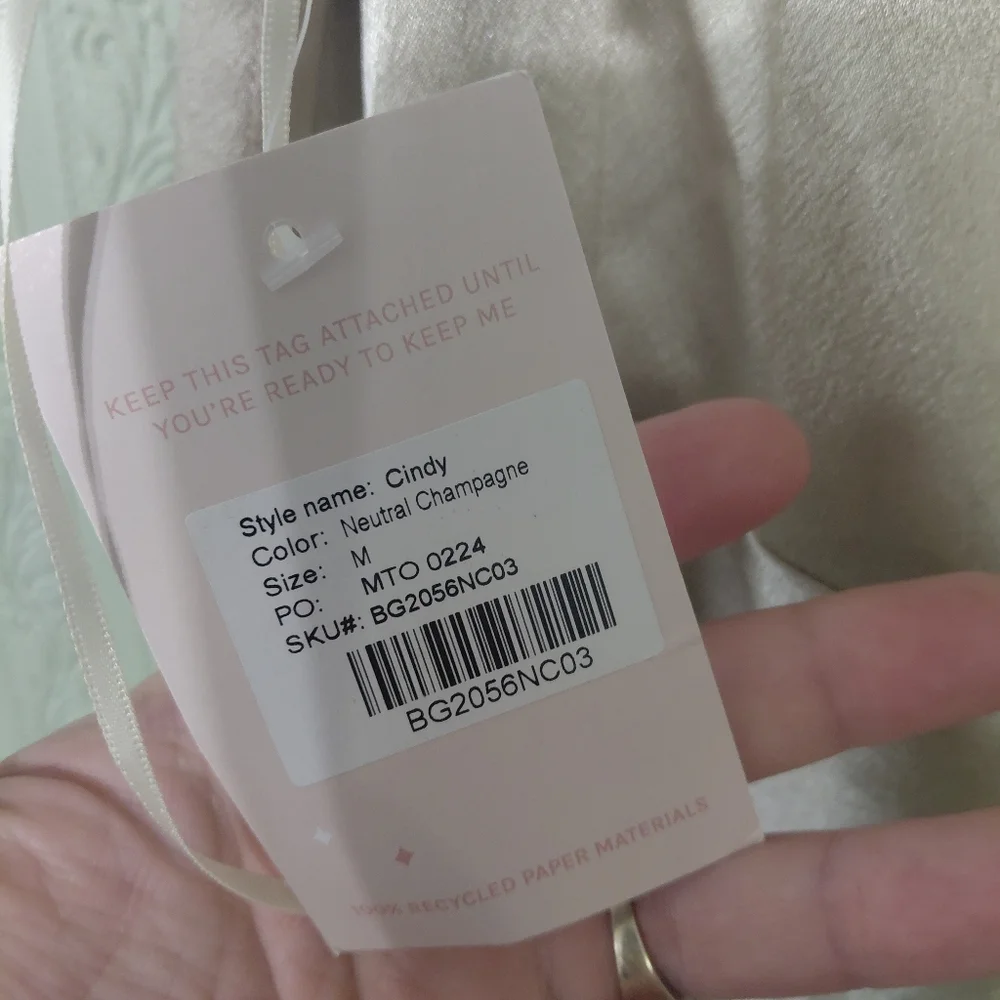 KEEP THIS TAG ATTACHED UNTIL
YOU'RE READY TO KEEP ME
Style name: Cindy
Color: Neutral Champagne
Size: M
PO: MTO 0224
SKU#: BG2056NC03
BG2056NC03
100% RECYCLED PAPER MATERIALS